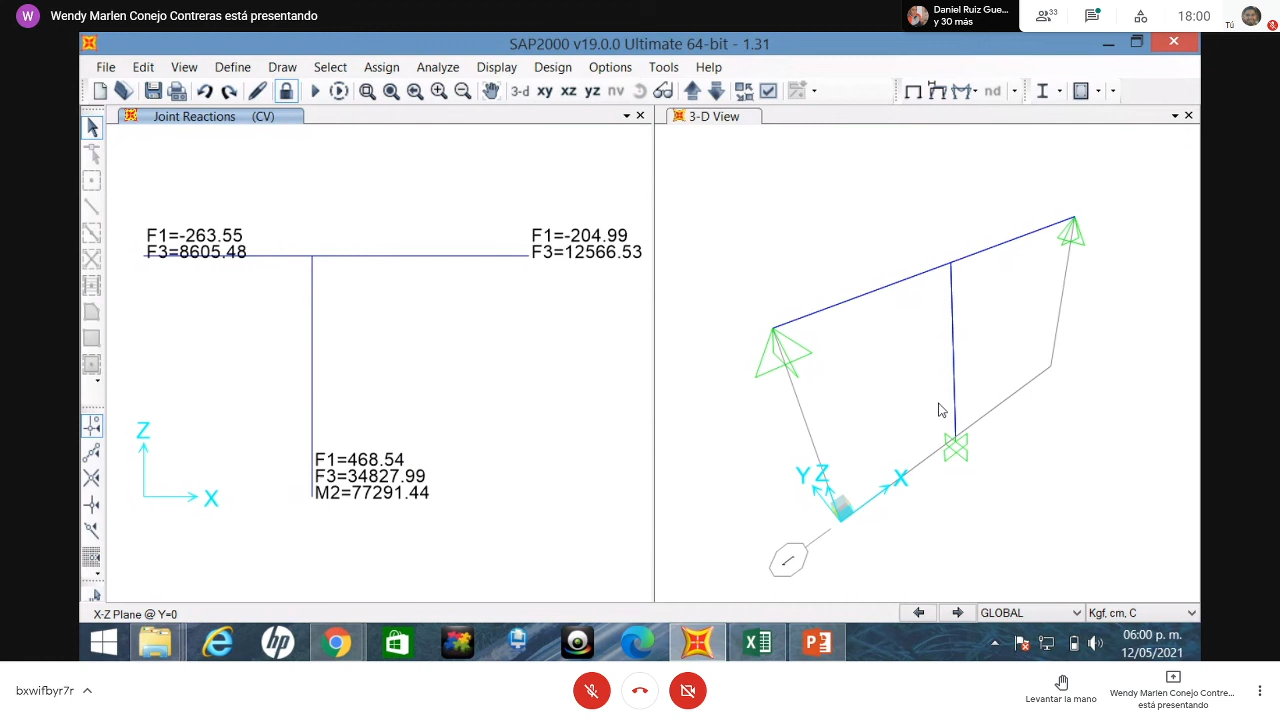 W Wendy Marlen Conejo Contreras está presentando
Daniel Ruiz Gue...
y 30 más
33
18:00
Tú
SAP2000 v19.0.0 Ultimate 64-bit - 1.31
File Edit View Define Draw Select Assign Analyze Display Design Options Tools Help
3-d xy xz yz nv nd
Joint Reactions (CV)
3-D View
F1=-263.55
F3=8605.48
F1=-204.99
F3=12566.53
F1=468.54
F3=34827.99
M2=77291.44
Z
X
Y Z
X
X-Z Plane @ Y=0
GLOBAL
Kgf, cm, C
06:00 p. m.
12/05/2021
bxwifbyr7r
Levantar la mano
Wendy Marlen Conejo Contre...
está presentando